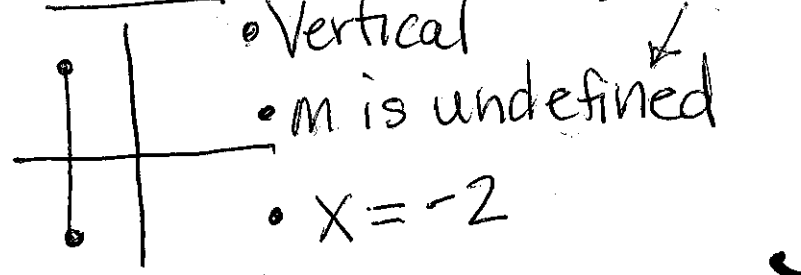 • Vertical
• m is undefined
• x = -2